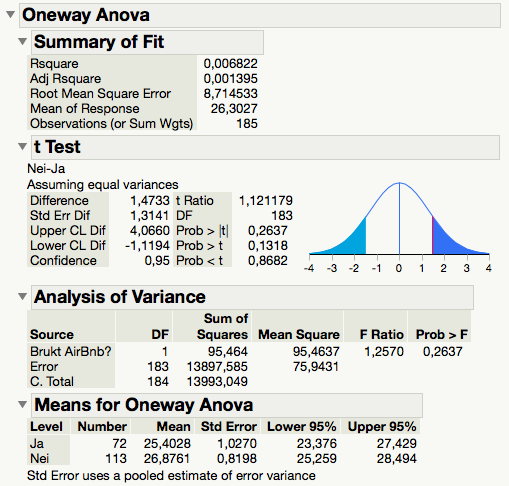 Oneway Anova
Summary of Fit
Rsquare 0,006822
Adj Rsquare 0,001395
Root Mean Square Error 8,714533
Mean of Response 26,3027
Observations (or Sum Wgts) 185
t Test
Nei-Ja
Assuming equal variances
Difference 1,4733 t Ratio 1,121179
Std Err Dif 1,3141 DF 183
Upper CL Dif 4,0660 Prob > |t| 0,2637
Lower CL Dif -1,1194 Prob > t 0,1318
Confidence 0,95 Prob < t 0,8682
-4 -3 -2 -1 0 1 2 3 4
Analysis of Variance
Sum of
Source DF Squares Mean Square F Ratio Prob > F
Brukt AirBnb? 1 95,464 95,4637 1,2570 0,2637
Error 183 13897,585 75,9431
C. Total 184 13993,049
Means for Oneway Anova
Level Number Mean Std Error Lower 95% Upper 95%
Ja 72 25,4028 1,0270 23,376 27,429
Nei 113 26,8761 0,8198 25,259 28,494
Std Error uses a pooled estimate of error variance